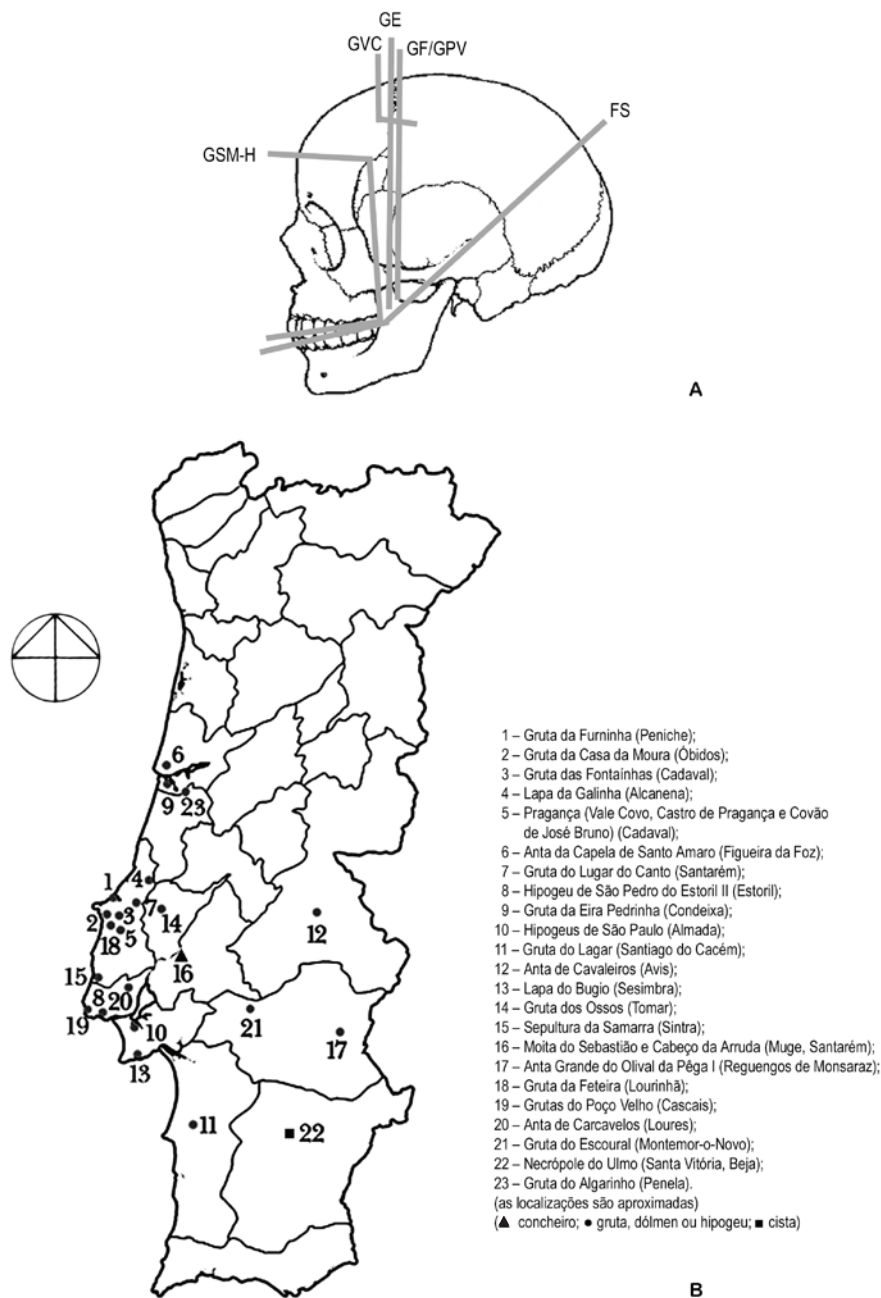 GE
GVC
GF/GPV
FS
GSM-H
A
6
9 23
1
4
2 3 7 14
18 5
12
16
15
8 20
19
10
21
17
13
11
22
1 – Gruta da Furninha (Peniche);
2 – Gruta da Casa da Moura (Óbidos);
3 – Gruta das Fontaínhas (Cadaval);
4 – Lapa da Galinha (Alcanena);
5 – Pragança (Vale Covo, Castro de Pragança e Covão
de José Bruno) (Cadaval);
6 – Anta da Capela de Santo Amaro (Figueira da Foz);
7 – Gruta do Lugar do Canto (Santarém);
8 – Hipogeu de São Pedro do Estoril II (Estoril);
9 – Gruta da Eira Pedrinha (Condeixa);
10 – Hipogeus de São Paulo (Almada);
11 – Gruta do Lagar (Santiago do Cacém);
12 – Anta de Cavaleiros (Avis);
13 – Lapa do Bugio (Sesimbra);
14 – Gruta dos Ossos (Tomar);
15 – Sepultura da Samarra (Sintra);
16 – Moita do Sebastião e Cabeço da Arruda (Muge, Santarém);
17 – Anta Grande do Olival da Pêga I (Reguengos de Monsaraz);
18 – Gruta da Feteira (Lourinhã);
19 – Grutas do Poço Velho (Cascais);
20 – Anta de Carcavelos (Loures);
21 – Gruta do Escoural (Montemor-o-Novo);
22 – Necrópole do Ulmo (Santa Vitória, Beja);
23 – Gruta do Algarinho (Penela).
(as localizações são aproximadas)
(▲ concheiro; ● gruta, dólmen ou hipogeu; ■ cista)
B